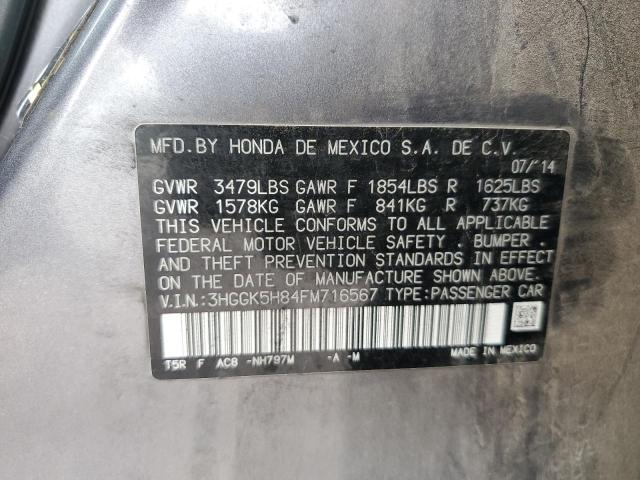 MFD.BY HONDA DE MEXICO S.A. DE C.V.
07/'14
GVWR 3479LBS GAWR F 1854LBS R 1625LBS
GVWR 1578KG GAWR F 841KG R 737KG
THIS VEHICLE CONFORMS TO ALL APPLICABLE
FEDERAL MOTOR VEHICLE SAFETY . BUMPER .
AND THEFT PREVENTION STANDARDS IN EFFECT
ON THE DATE OF MANUFACTURE SHOWN ABOVE.
V.I.N.:3HGGK5H84FM716567 TYPE:PASSENGER CAR
T5R F AC8 -NH797M -A -M MADE IN MEXICO